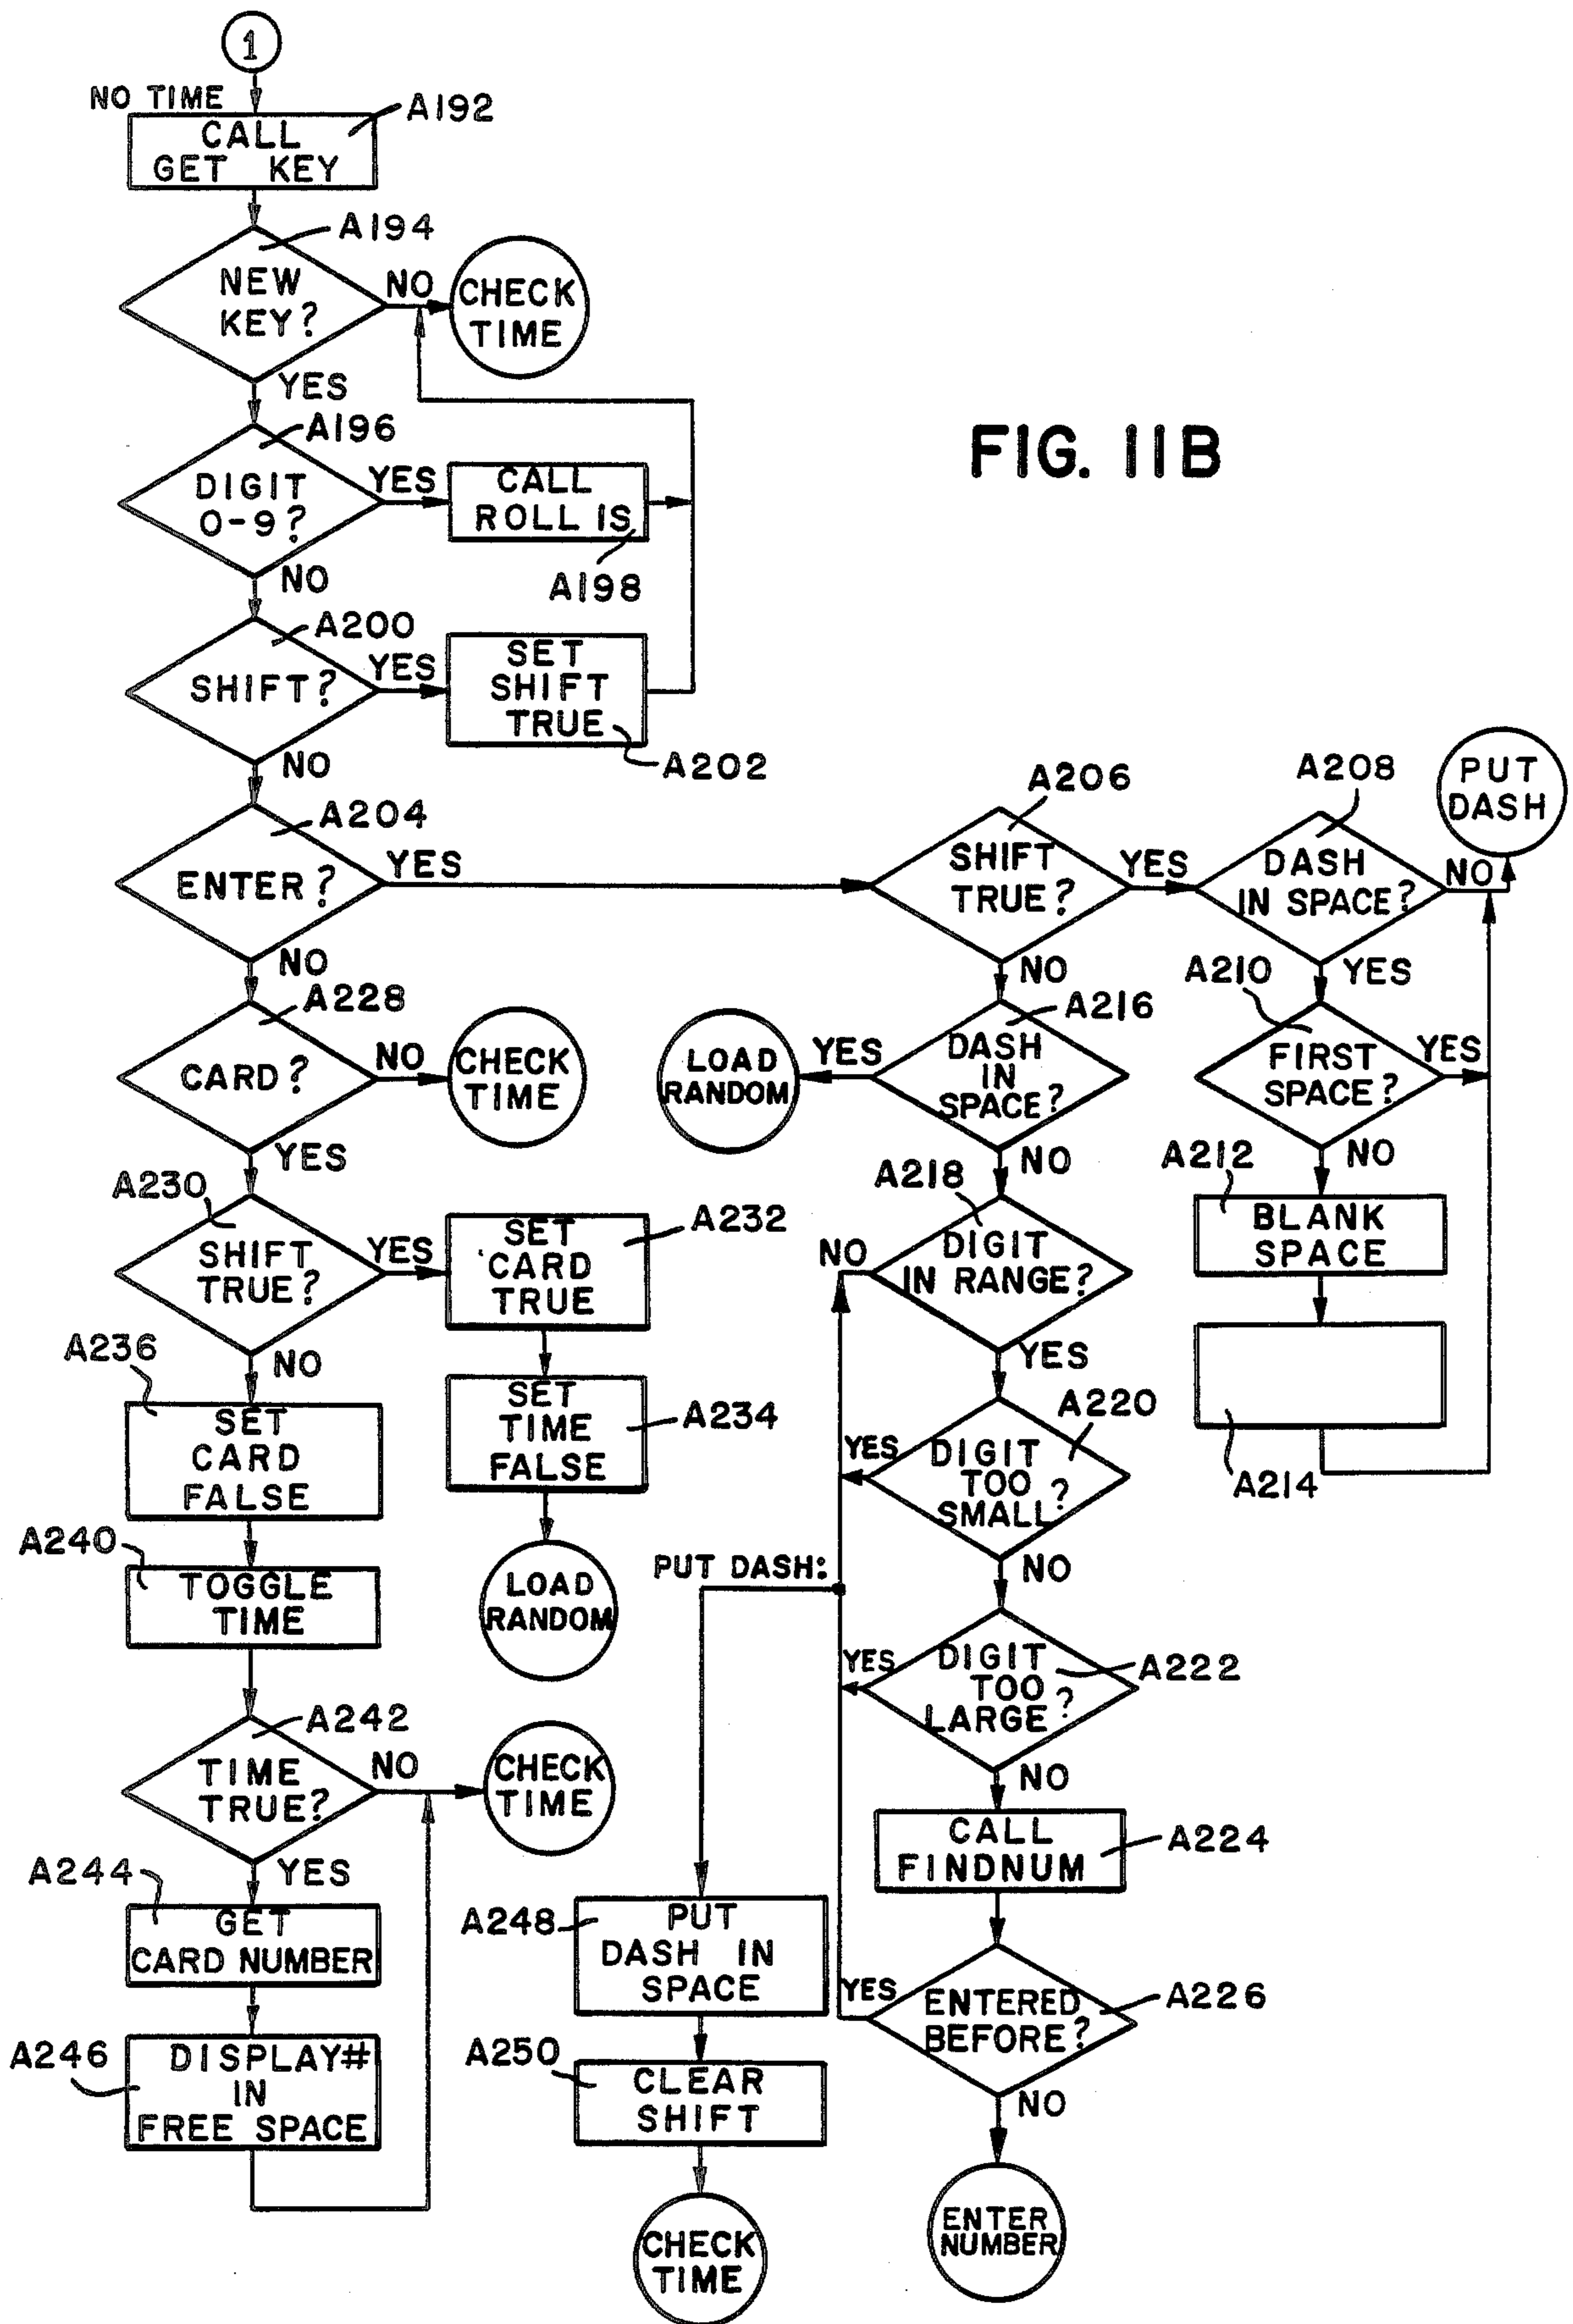 1
NO TIME
A192
CALL
GET KEY
A194
NEW
KEY?
NO
CHECK
TIME
YES
A196
DIGIT
0-9?
YES
CALL
ROLL IS
A198
NO
FIG. 11B
A200
SHIFT?
YES
SET
SHIFT
TRUE
A202
NO
A204
ENTER?
YES
A206
SHIFT
TRUE?
YES
A208
DASH
IN SPACE?
NO
PUT
DASH
NO
A228
CARD?
NO
CHECK
TIME
NO
A216
DASH
IN
SPACE?
YES
LOAD
RANDOM
YES
A210
FIRST
SPACE?
YES
NO
A212
BLANK
SPACE
A214
YES
A230
SHIFT
TRUE?
YES
SET
CARD
TRUE
A232
SET
TIME
FALSE
A234
LOAD
RANDOM
NO
A218
DIGIT
IN RANGE?
NO
YES
A220
DIGIT
TOO
SMALL?
YES
NO
PUT DASH:
A222
DIGIT
TOO
LARGE?
YES
NO
CALL
FINDNUM
A224
ENTERED
BEFORE?
A226
YES
NO
ENTER
NUMBER
NO
A236
SET
CARD
FALSE
A240
TOGGLE
TIME
A242
TIME
TRUE?
NO
CHECK
TIME
YES
A244
GET
CARD NUMBER
A246
DISPLAY#
IN
FREE SPACE
A248
PUT
DASH IN
SPACE
A250
CLEAR
SHIFT
CHECK
TIME